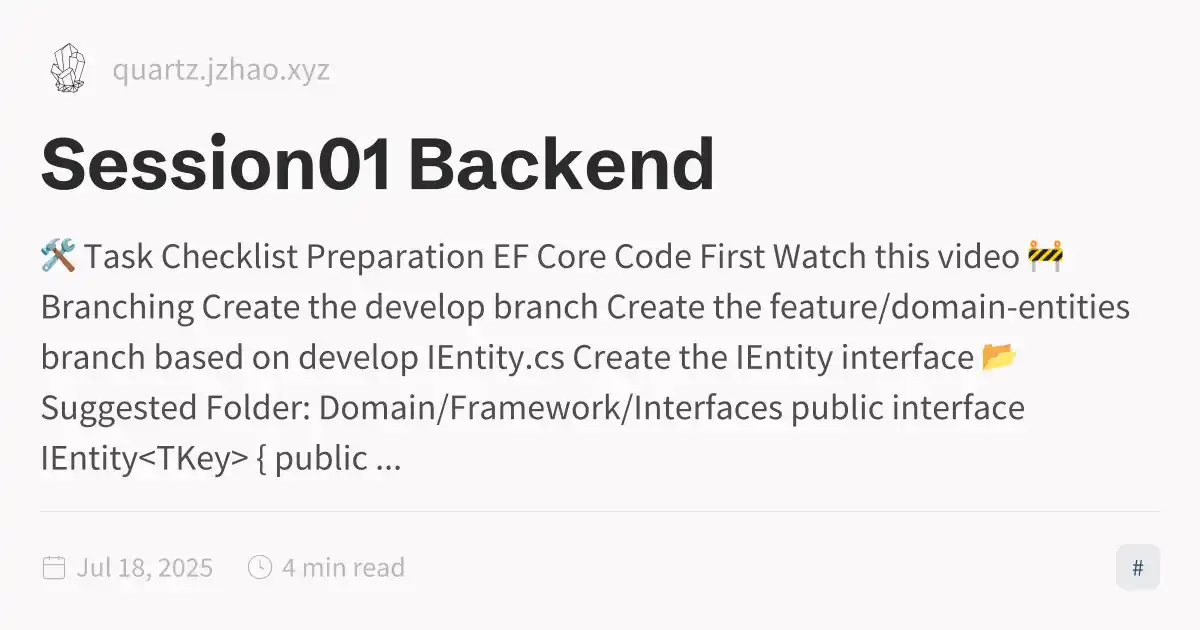 quartz.jzhao.xyz
Session01 Backend
🛠️ Task Checklist Preparation EF Core Code First Watch this video 🚧
Branching Create the develop branch Create the feature/domain-entities
branch based on develop IEntity.cs Create the IEntity interface 📂
Suggested Folder: Domain/Framework/Interfaces public interface
IEntity<TKey> { public ...
Jul 18, 2025 4 min read #